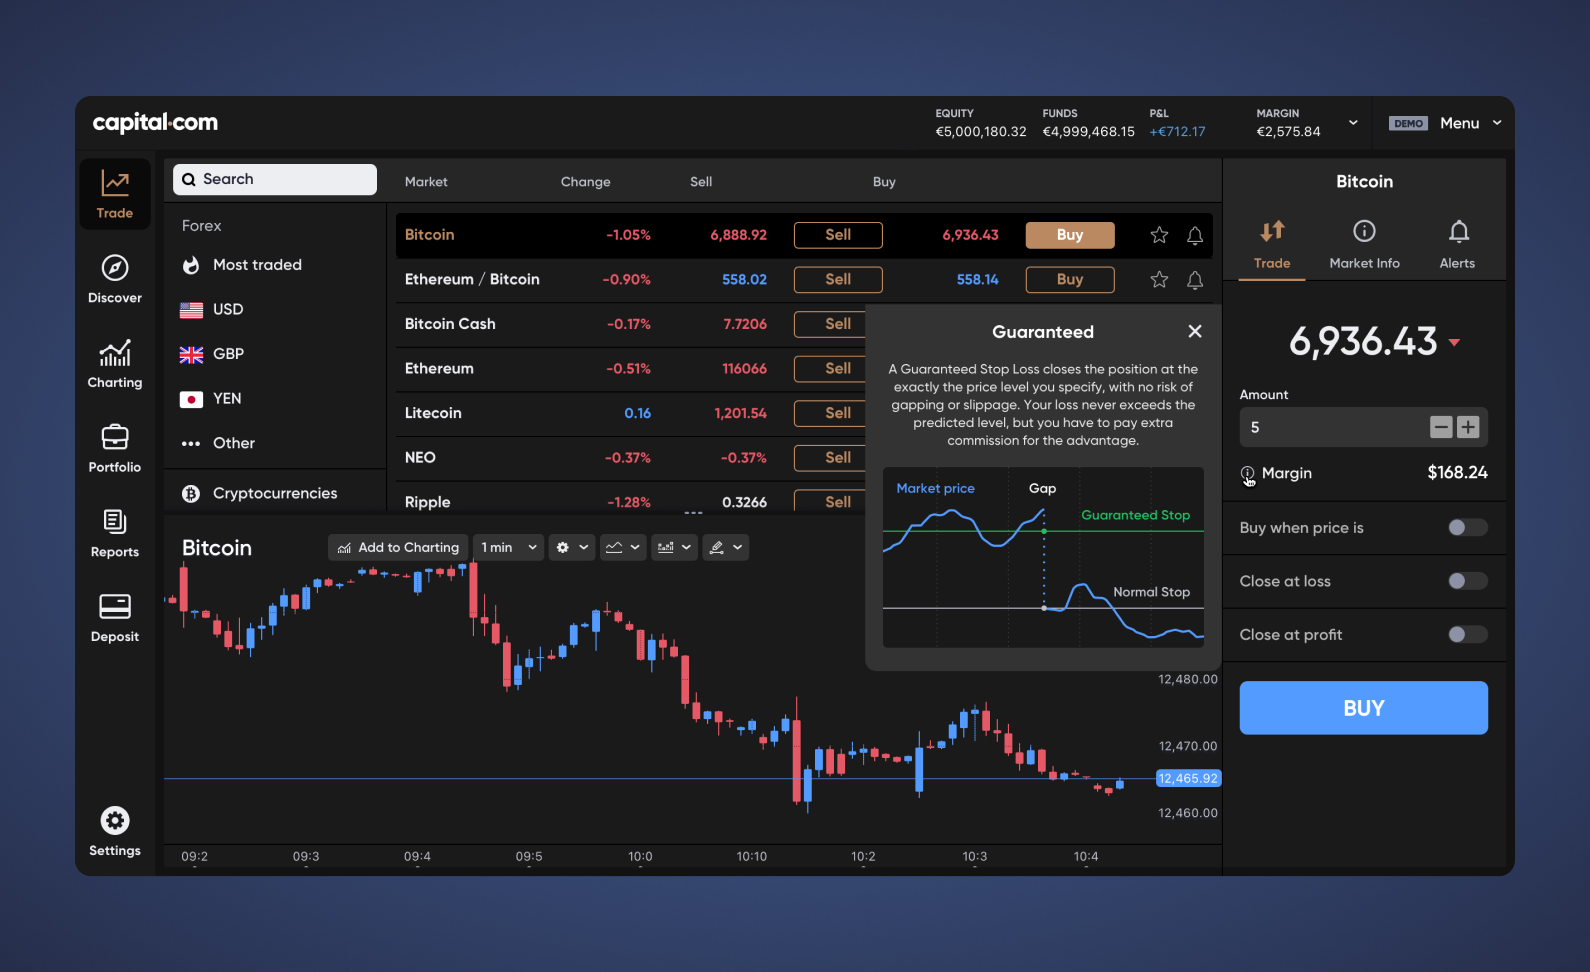 capital.com
EQUITY FUNDS P&L MARGIN
€5,000,180.32 €4,999,468.15 +€712.17 €2,575.84
DEMO Menu
Trade
Discover
Charting
Portfolio
Reports
Deposit
Settings
Search
Forex
Most traded
USD
GBP
YEN
Other
Cryptocurrencies
Market Change Sell Buy
Bitcoin -1.05% 6,888.92 Sell 6,936.43 Buy
Ethereum / Bitcoin -0.90% 558.02 Sell 558.14 Buy
Bitcoin Cash -0.17% 7.7206 Sell
Ethereum -0.51% 116066 Sell
Litecoin 0.16 1,201.54 Sell
NEO -0.37% -0.37% Sell
Ripple -1.28% 0.3266 Sell
Guaranteed
A Guaranteed Stop Loss closes the position at the
exactly the price level you specify, with no risk of
gapping or slippage. Your loss never exceeds the
predicted level, but you have to pay extra
commission for the advantage.
Market price Gap
Guaranteed Stop
Normal Stop
Bitcoin Add to Charting 1 min
12,480.00
12,470.00
12,465.92
12,460.00
09:2 09:3 09:4 09:5 10:0 10:10 10:2 10:3 10:4
Bitcoin
Trade Market Info Alerts
6,936.43
Amount
5
Margin $168.24
Buy when price is
Close at loss
Close at profit
BUY